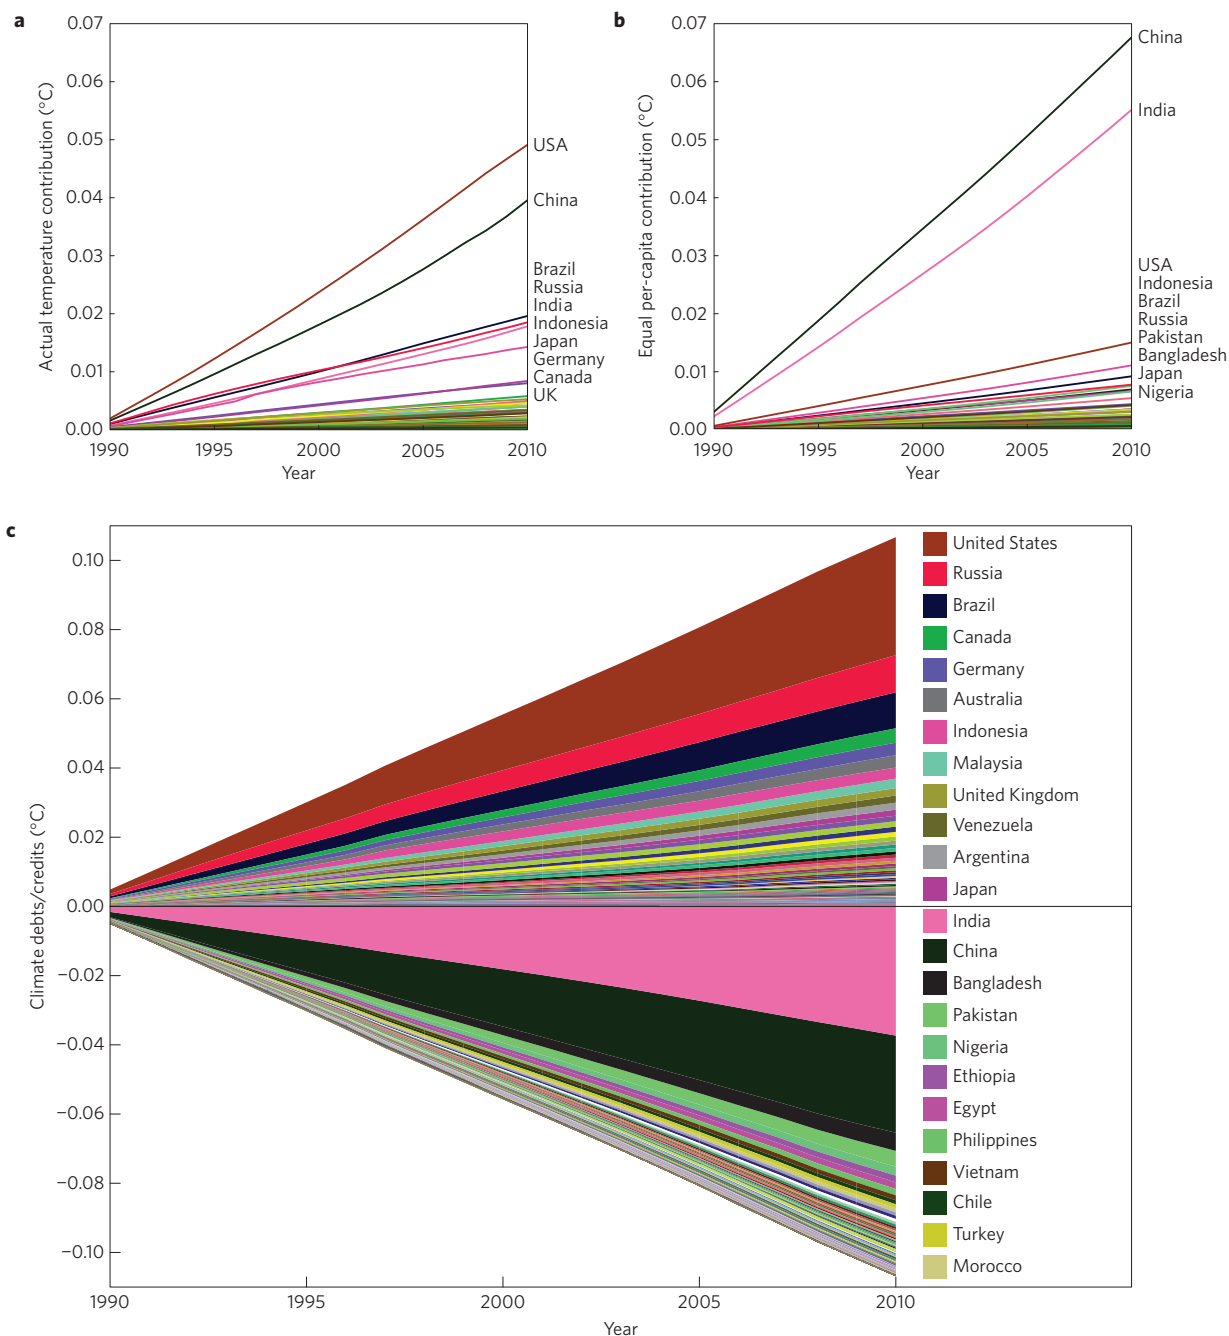 a
0.07
0.06
0.05
0.04
0.03
0.02
0.01
0.00
Actual temperature contribution (°C)
1990
1995
2000
2005
2010
Year
USA
China
Brazil
Russia
India
Indonesia
Japan
Germany
Canada
UK
b
0.07
0.06
0.05
0.04
0.03
0.02
0.01
0.00
Equal per-capita contribution (°C)
1990
1995
2000
2005
2010
Year
China
India
USA
Indonesia
Brazil
Russia
Pakistan
Bangladesh
Japan
Nigeria
c
0.10
0.08
0.06
0.04
0.02
0.00
−0.02
−0.04
−0.06
−0.08
−0.10
Climate debts/credits (°C)
1990
1995
2000
2005
2010
Year
United States
Russia
Brazil
Canada
Germany
Australia
Indonesia
Malaysia
United Kingdom
Venezuela
Argentina
Japan
India
China
Bangladesh
Pakistan
Nigeria
Ethiopia
Egypt
Philippines
Vietnam
Chile
Turkey
Morocco